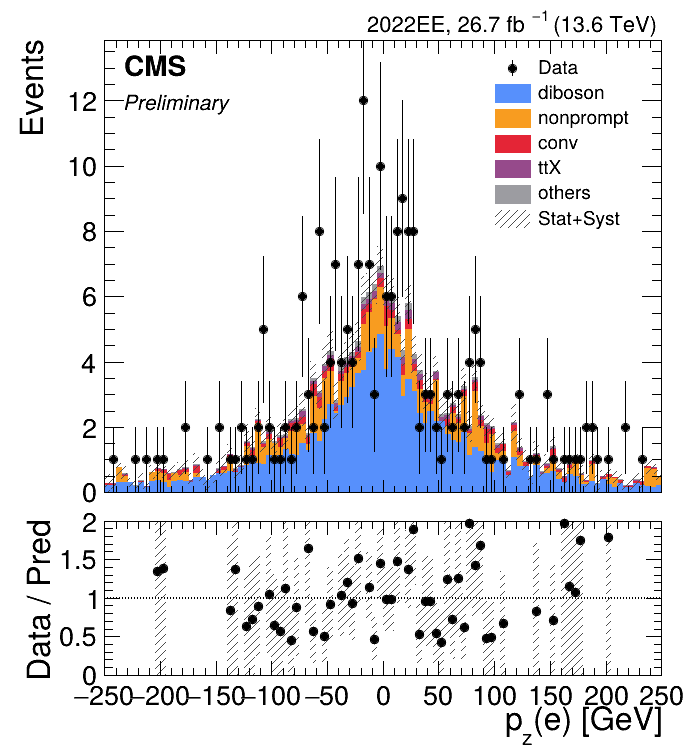 2022EE, 26.7 fb⁻¹ (13.6 TeV)
CMS
Preliminary
Events
Data
diboson
nonprompt
conv
ttX
others
Stat+Syst
12
10
8
6
4
2
0
Data / Pred
2
1.5
1
0.5
0
−250 −200 −150 −100 −50 0 50 100 150 200 250
p_z(e) [GeV]